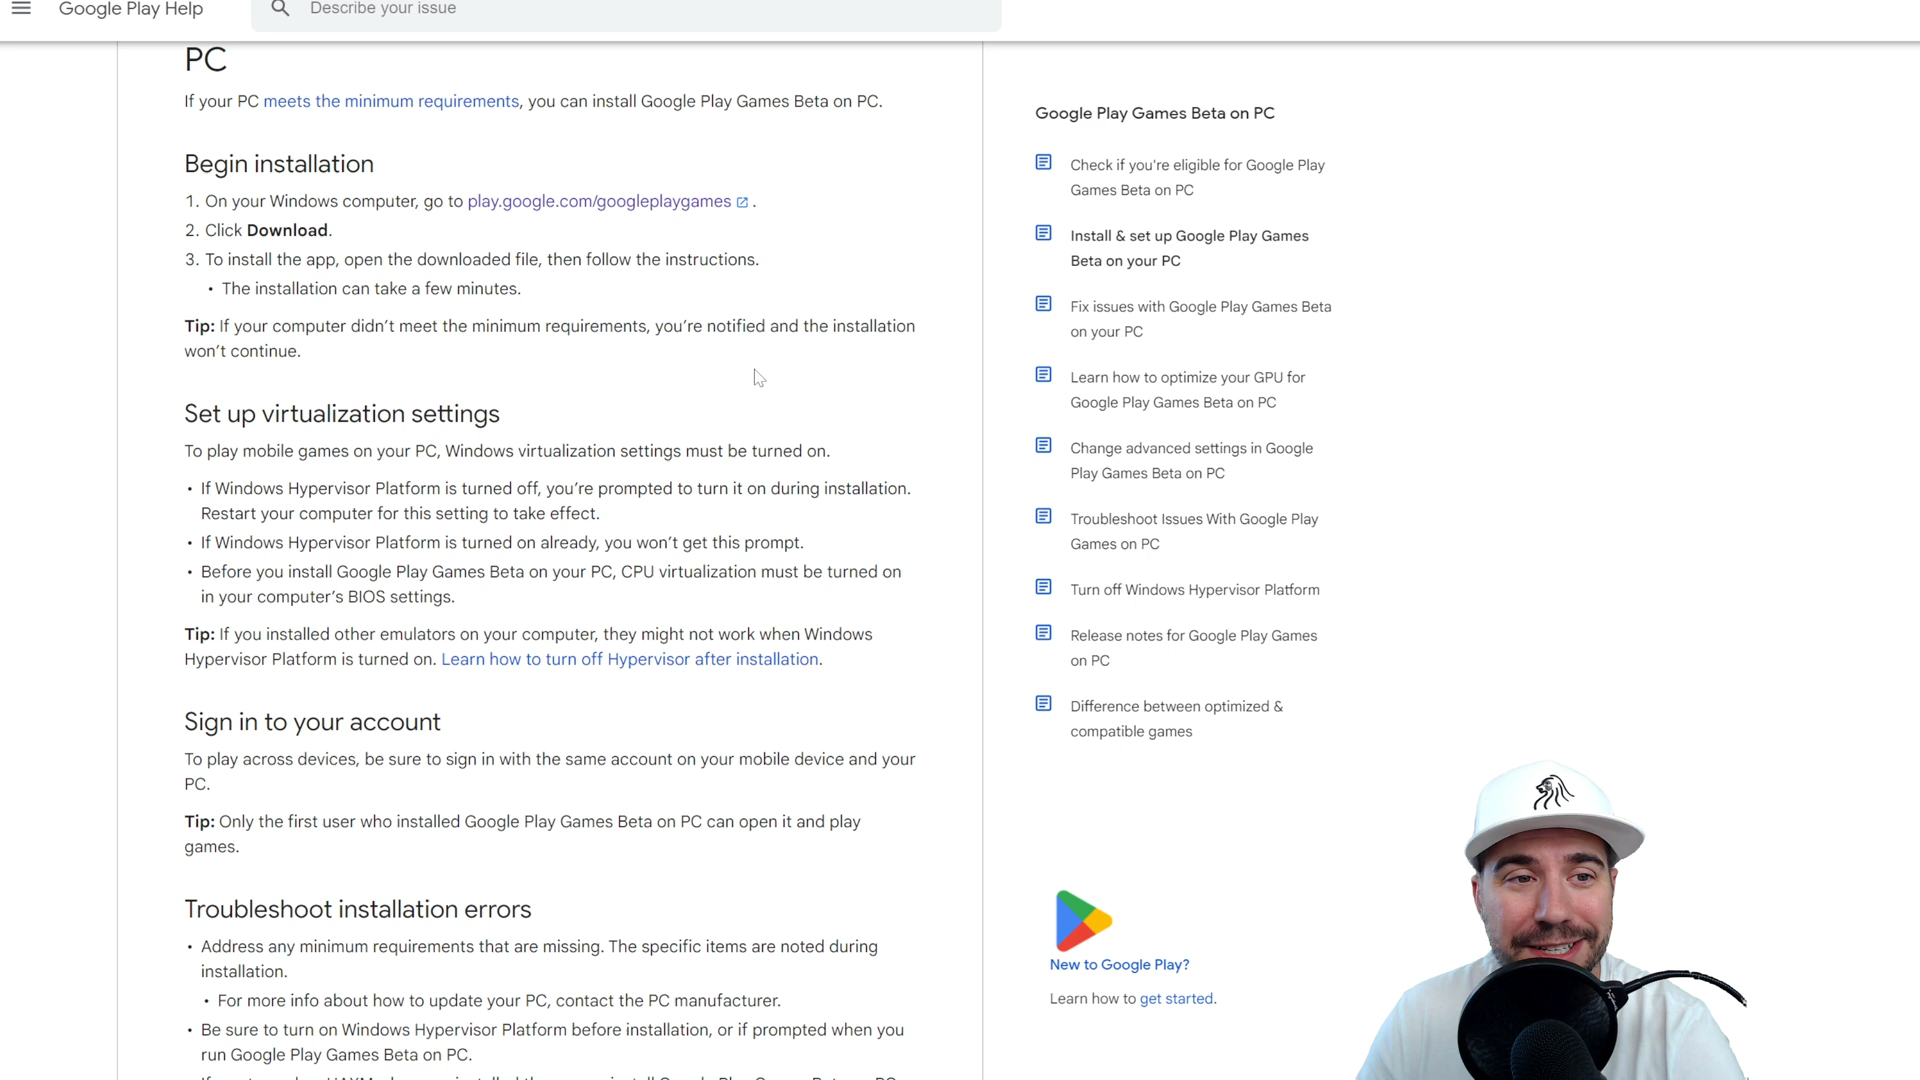 Google Play Help
Describe your issue
PC
If your PC meets the minimum requirements, you can install Google Play Games Beta on PC.
Begin installation
1. On your Windows computer, go to play.google.com/googleplaygames .
2. Click Download.
3. To install the app, open the downloaded file, then follow the instructions.
• The installation can take a few minutes.
Tip: If your computer didn’t meet the minimum requirements, you’re notified and the installation
won’t continue.
Set up virtualization settings
To play mobile games on your PC, Windows virtualization settings must be turned on.
• If Windows Hypervisor Platform is turned off, you’re prompted to turn it on during installation.
Restart your computer for this setting to take effect.
• If Windows Hypervisor Platform is turned on already, you won’t get this prompt.
• Before you install Google Play Games Beta on your PC, CPU virtualization must be turned on
in your computer’s BIOS settings.
Tip: If you installed other emulators on your computer, they might not work when Windows
Hypervisor Platform is turned on. Learn how to turn off Hypervisor after installation.
Sign in to your account
To play across devices, be sure to sign in with the same account on your mobile device and your
PC.
Tip: Only the first user who installed Google Play Games Beta on PC can open it and play
games.
Troubleshoot installation errors
• Address any minimum requirements that are missing. The specific items are noted during
installation.
• For more info about how to update your PC, contact the PC manufacturer.
• Be sure to turn on Windows Hypervisor Platform before installation, or if prompted when you
run Google Play Games Beta on PC.
Google Play Games Beta on PC
Check if you're eligible for Google Play
Games Beta on PC
Install & set up Google Play Games
Beta on your PC
Fix issues with Google Play Games Beta
on your PC
Learn how to optimize your GPU for
Google Play Games Beta on PC
Change advanced settings in Google
Play Games Beta on PC
Troubleshoot Issues With Google Play
Games on PC
Turn off Windows Hypervisor Platform
Release notes for Google Play Games
on PC
Difference between optimized &
compatible games
New to Google Play?
Learn how to get started.